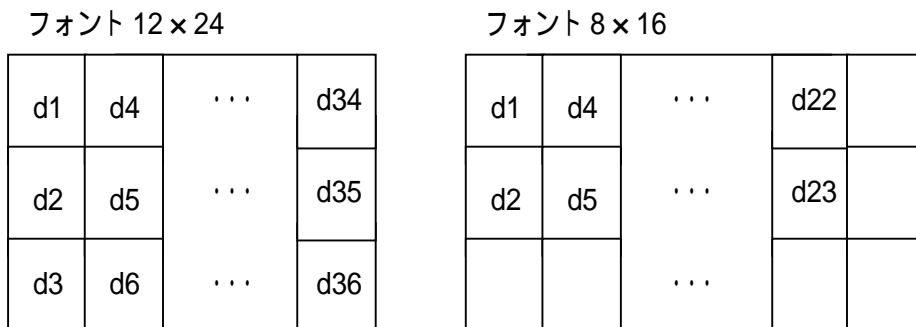 フォント 12×24 フォント 8×16
d1 d4 ・・・ d34 d1 d4 ・・・ d22
d2 d5 ・・・ d35 d2 d5 ・・・ d23
d3 d6 ・・・ d36 ・・・